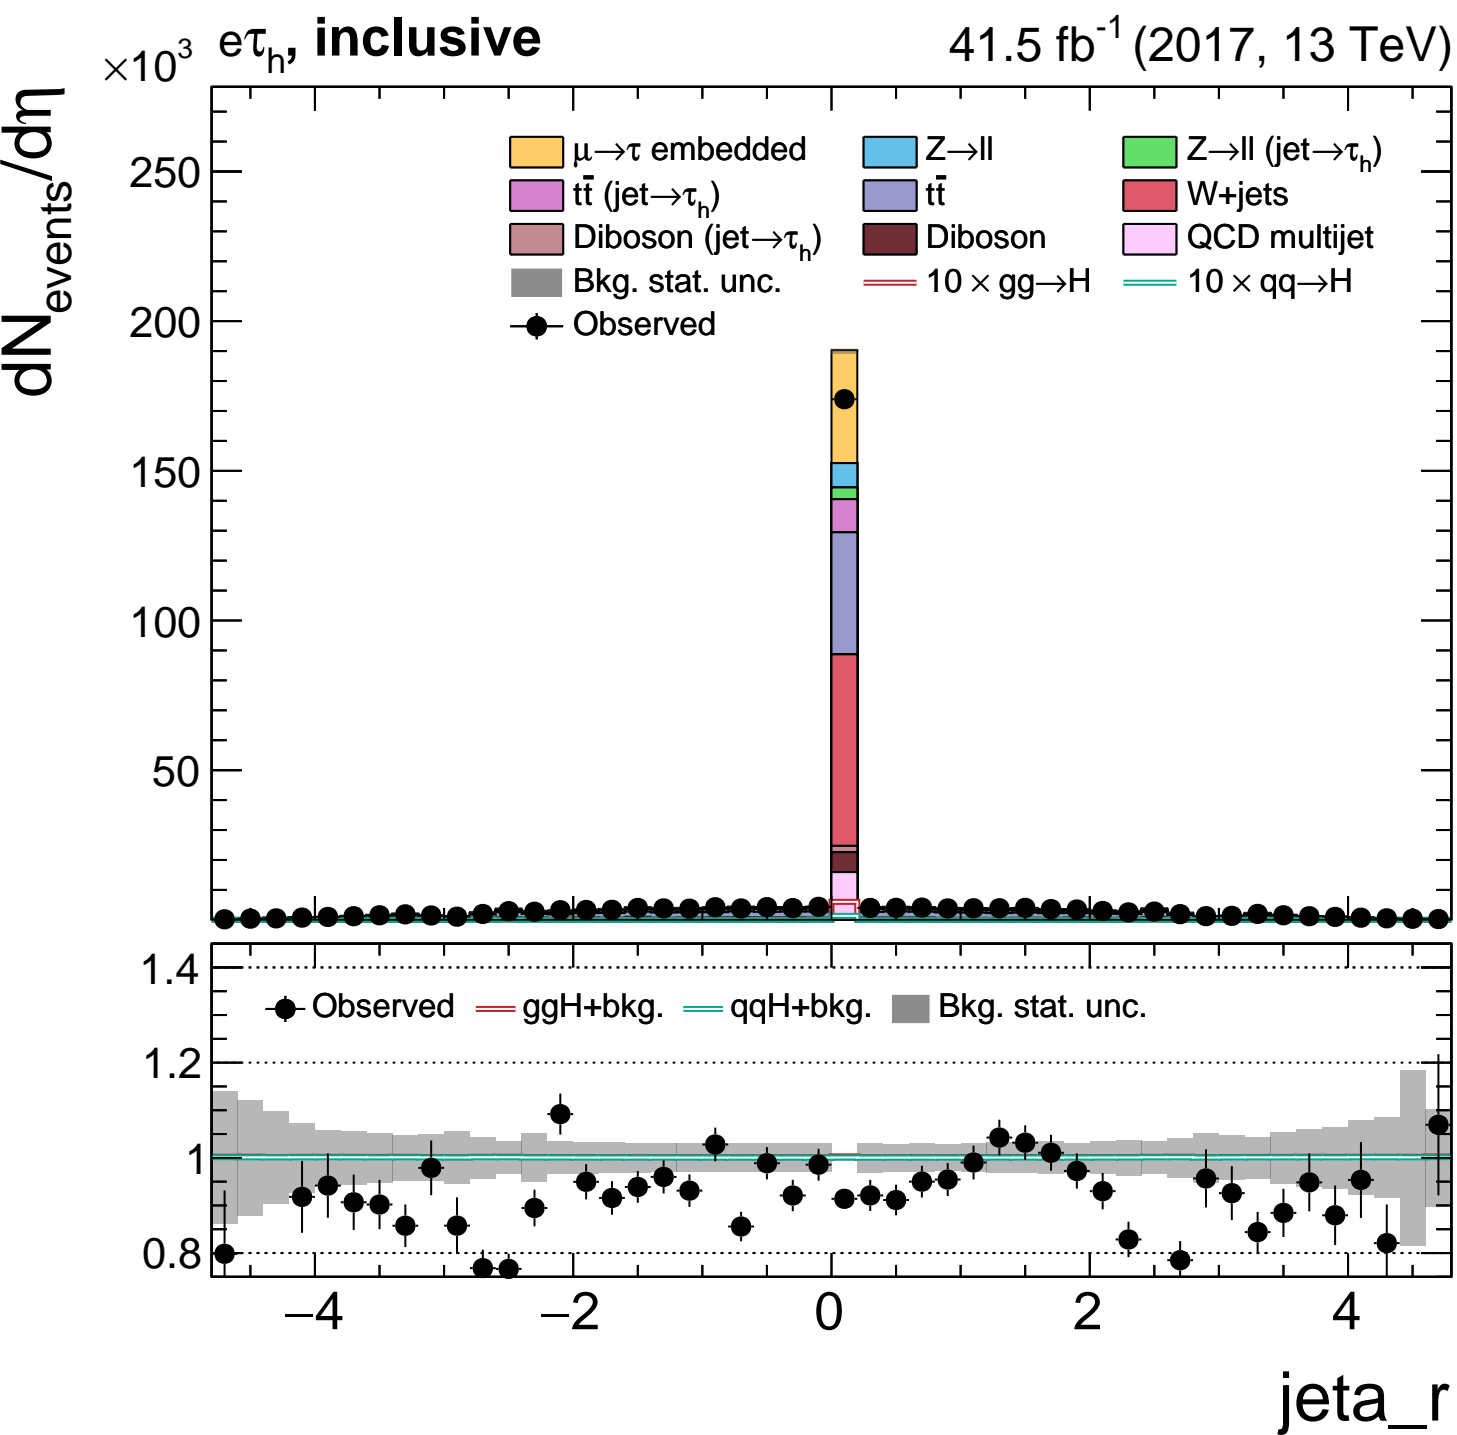 ×10³ eτₕ, inclusive 41.5 fb⁻¹ (2017, 13 TeV)
dN_events/dη
μ→τ embedded Z→ll Z→ll (jet→τₕ)
tt̄ (jet→τₕ) tt̄ W+jets
Diboson (jet→τₕ) Diboson QCD multijet
Bkg. stat. unc. 10 × gg→H 10 × qq→H
Observed
250
200
150
100
50
1.4
Observed ggH+bkg. qqH+bkg. Bkg. stat. unc.
1.2
1
0.8
−4 −2 0 2 4
jeta_r